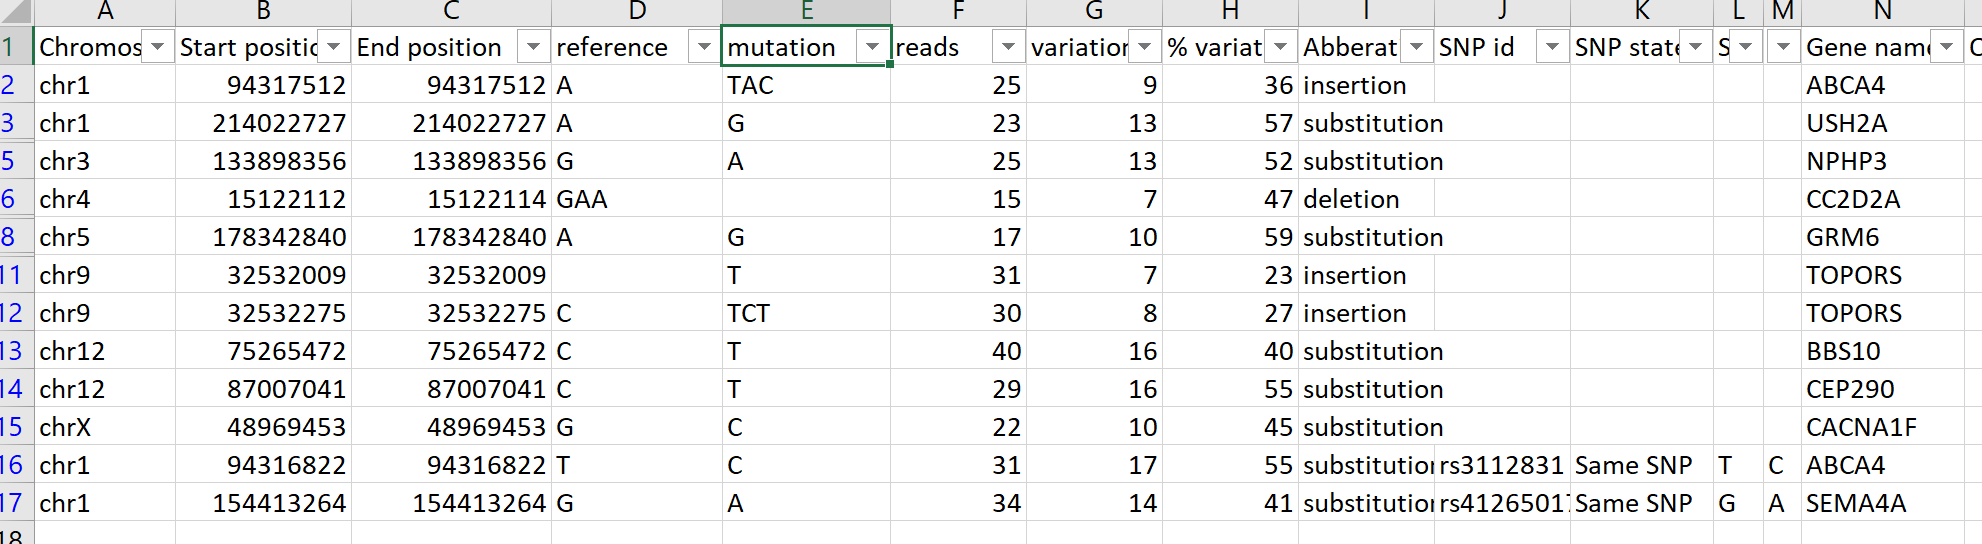 A B C D E F G H I J K L M N
1 Chromos Start positic End position reference mutation reads variation % variat Abberat SNP id SNP state S Gene name C
2 chr1 94317512 94317512 A TAC 25 9 36 insertion ABCA4
3 chr1 214022727 214022727 A G 23 13 57 substitution USH2A
5 chr3 133898356 133898356 G A 25 13 52 substitution NPHP3
6 chr4 15122112 15122114 GAA 15 7 47 deletion CC2D2A
8 chr5 178342840 178342840 A G 17 10 59 substitution GRM6
11 chr9 32532009 32532009 T 31 7 23 insertion TOPORS
12 chr9 32532275 32532275 C TCT 30 8 27 insertion TOPORS
13 chr12 75265472 75265472 C T 40 16 40 substitution BBS10
14 chr12 87007041 87007041 C T 29 16 55 substitution CEP290
15 chrX 48969453 48969453 G C 22 10 45 substitution CACNA1F
16 chr1 94316822 94316822 T C 31 17 55 substitution rs3112831 Same SNP T C ABCA4
17 chr1 154413264 154413264 G A 34 14 41 substitution rs41265017 Same SNP G A SEMA4A
18